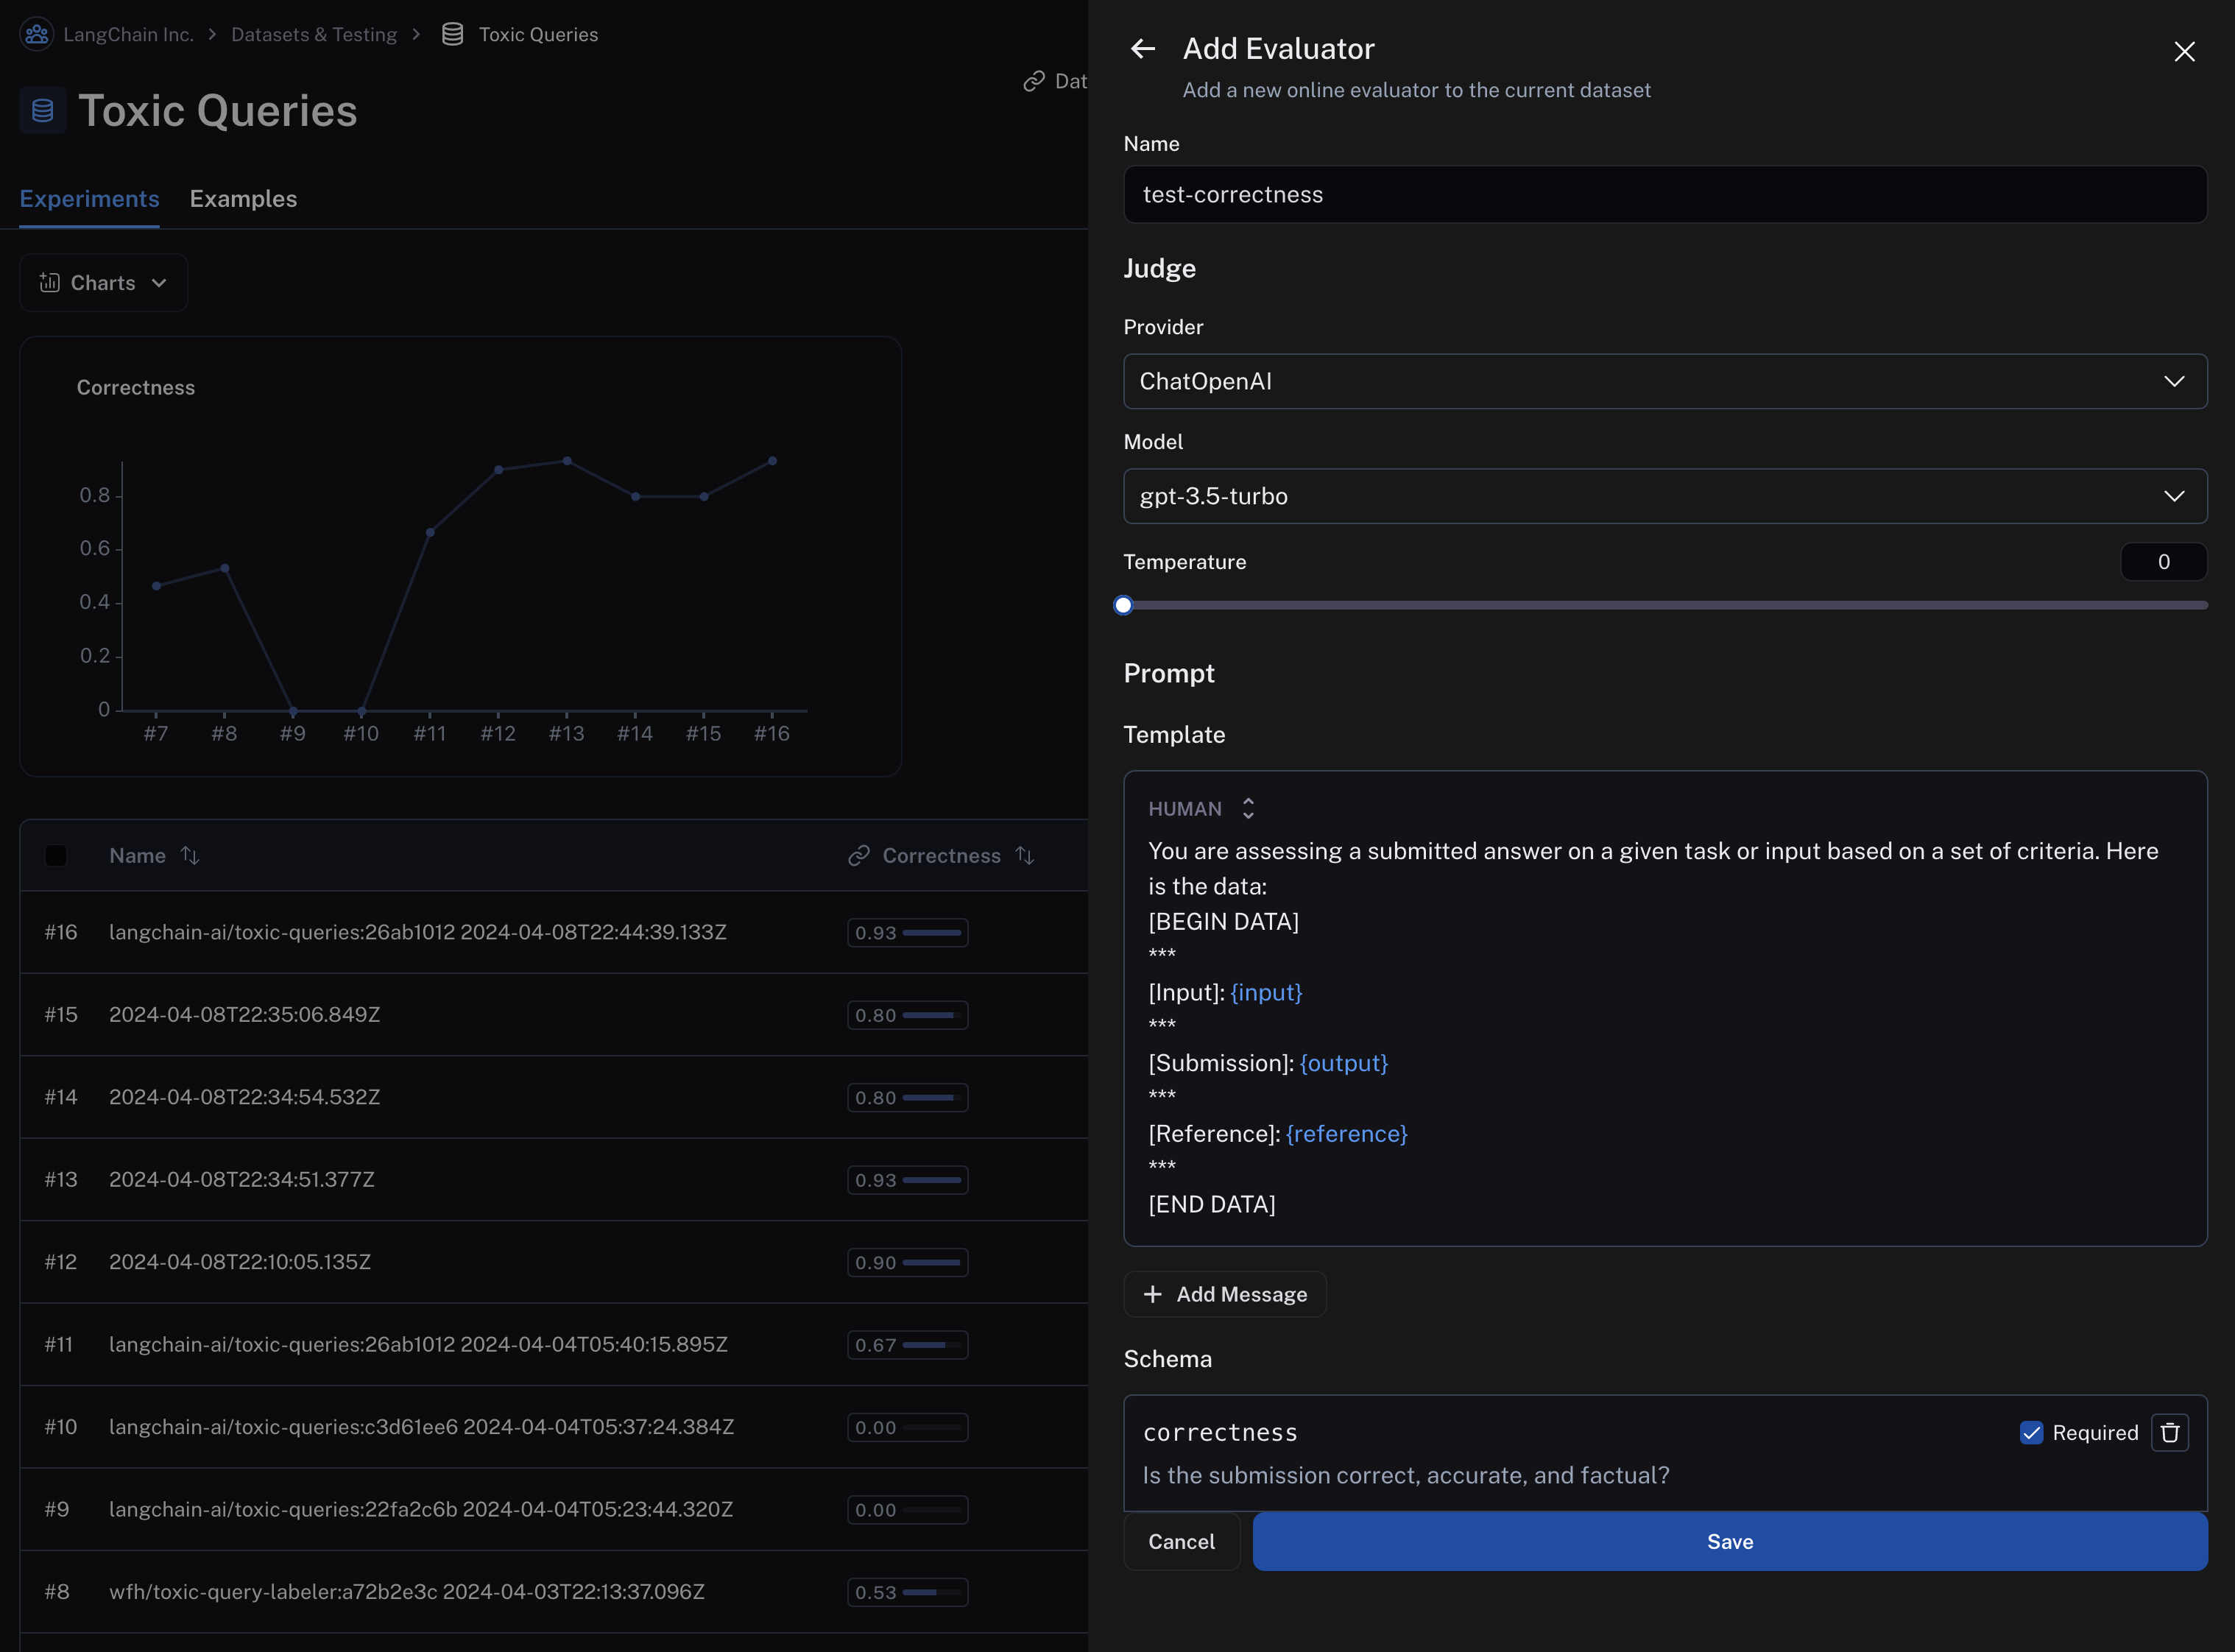 LangChain Inc. > Datasets & Testing > Toxic Queries
Toxic Queries
Dat
Experiments Examples
Charts
Correctness
0.8
0.6
0.4
0.2
0
#7 #8 #9 #10 #11 #12 #13 #14 #15 #16
Name Correctness
#16 langchain-ai/toxic-queries:26ab1012 2024-04-08T22:44:39.133Z 0.93
#15 2024-04-08T22:35:06.849Z 0.80
#14 2024-04-08T22:34:54.532Z 0.80
#13 2024-04-08T22:34:51.377Z 0.93
#12 2024-04-08T22:10:05.135Z 0.90
#11 langchain-ai/toxic-queries:26ab1012 2024-04-04T05:40:15.895Z 0.67
#10 langchain-ai/toxic-queries:c3d61ee6 2024-04-04T05:37:24.384Z 0.00
#9 langchain-ai/toxic-queries:22fa2c6b 2024-04-04T05:23:44.320Z 0.00
#8 wfh/toxic-query-labeler:a72b2e3c 2024-04-03T22:13:37.096Z 0.53
Add Evaluator
Add a new online evaluator to the current dataset
Name
test-correctness
Judge
Provider
ChatOpenAI
Model
gpt-3.5-turbo
Temperature 0
Prompt
Template
HUMAN
You are assessing a submitted answer on a given task or input based on a set of criteria. Here
is the data:
[BEGIN DATA]
***
[Input]: {input}
***
[Submission]: {output}
***
[Reference]: {reference}
***
[END DATA]
+ Add Message
Schema
correctness Required
Is the submission correct, accurate, and factual?
Cancel Save